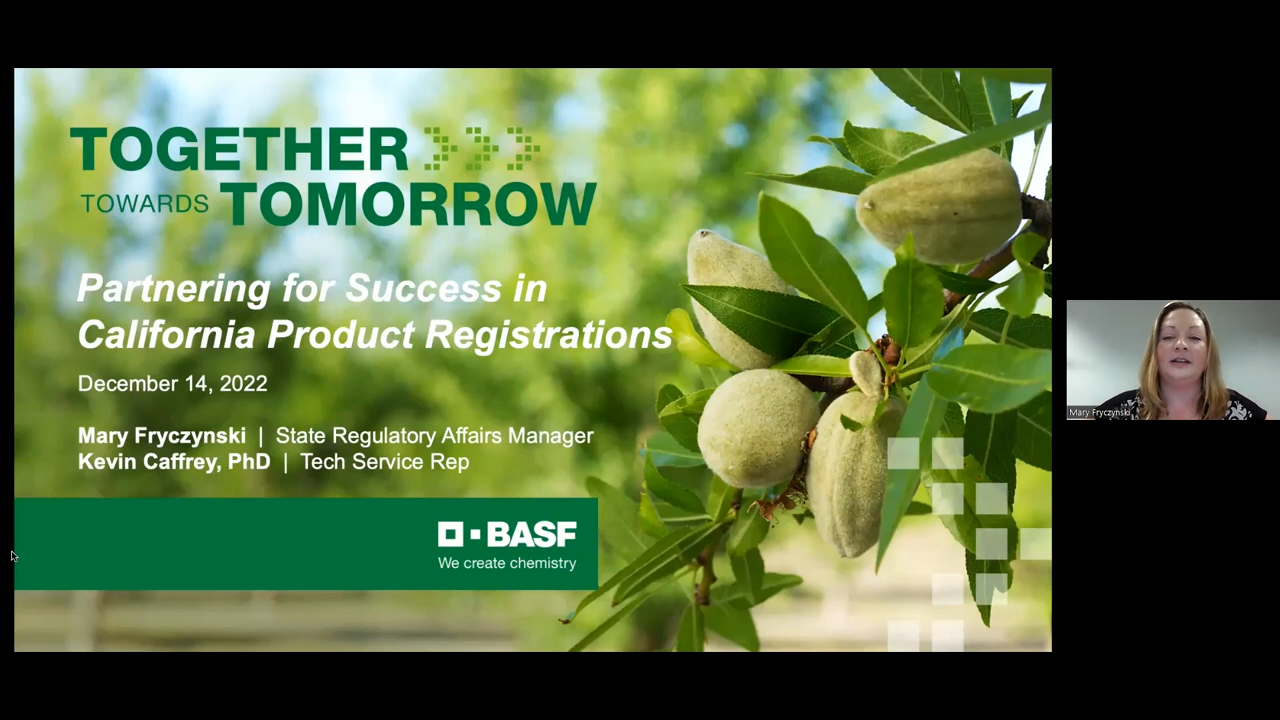 TOGETHER
TOWARDS TOMORROW
Partnering for Success in
California Product Registrations
December 14, 2022
Mary Fryczynski | State Regulatory Affairs Manager
Kevin Caffrey, PhD | Tech Service Rep
BASF
We create chemistry
Mary Fryczynski